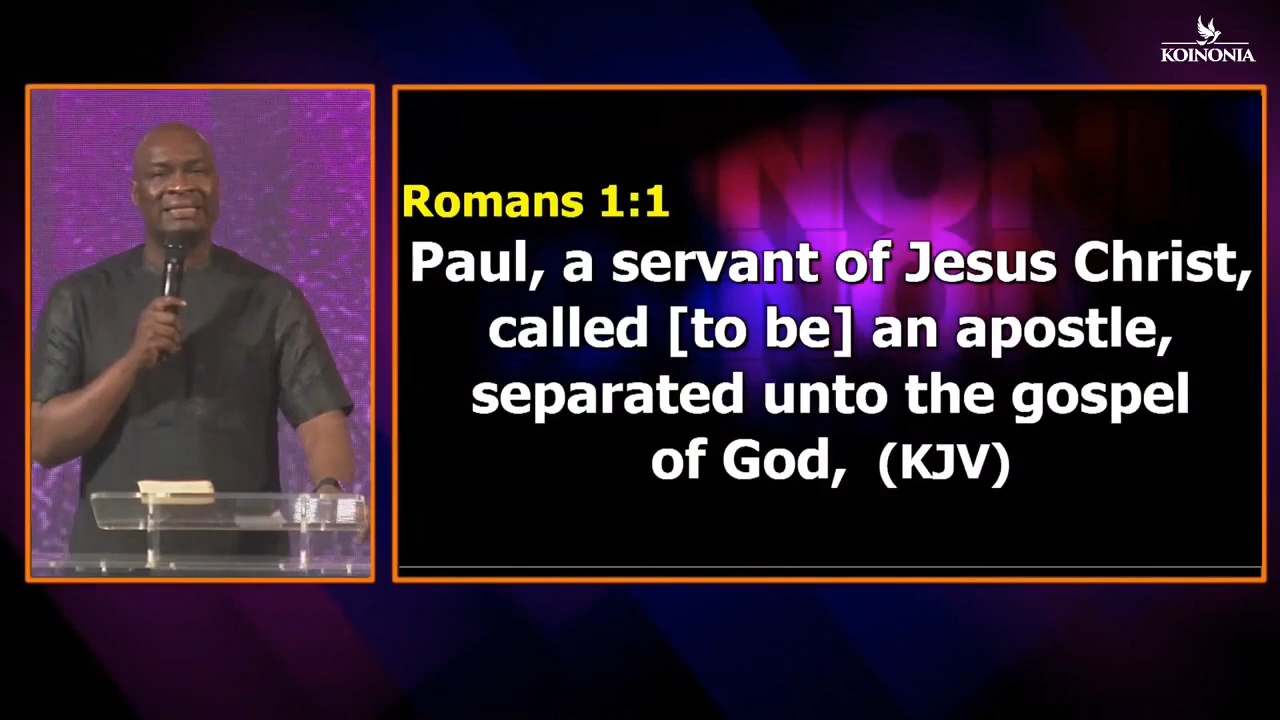 KOINONIA
Romans 1:1
Paul, a servant of Jesus Christ,
called [to be] an apostle,
separated unto the gospel
of God, (KJV)